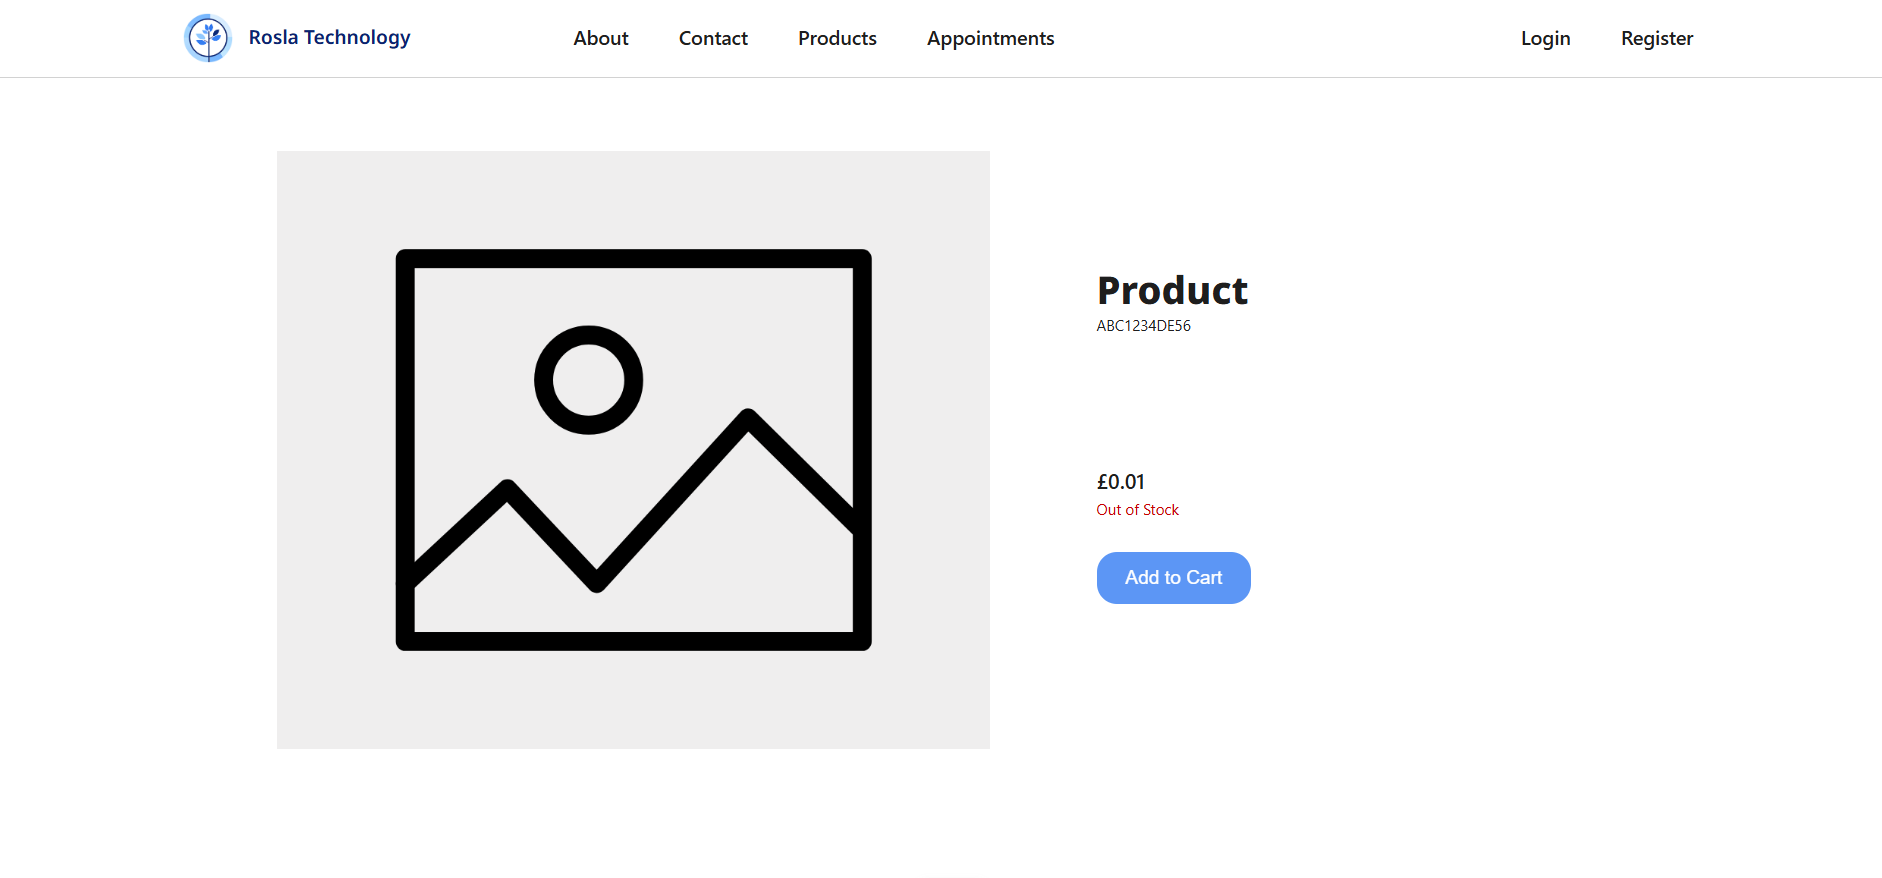 Rosla Technology
About
Contact
Products
Appointments
Login
Register
Product
ABC1234DE56
£0.01
Out of Stock
Add to Cart